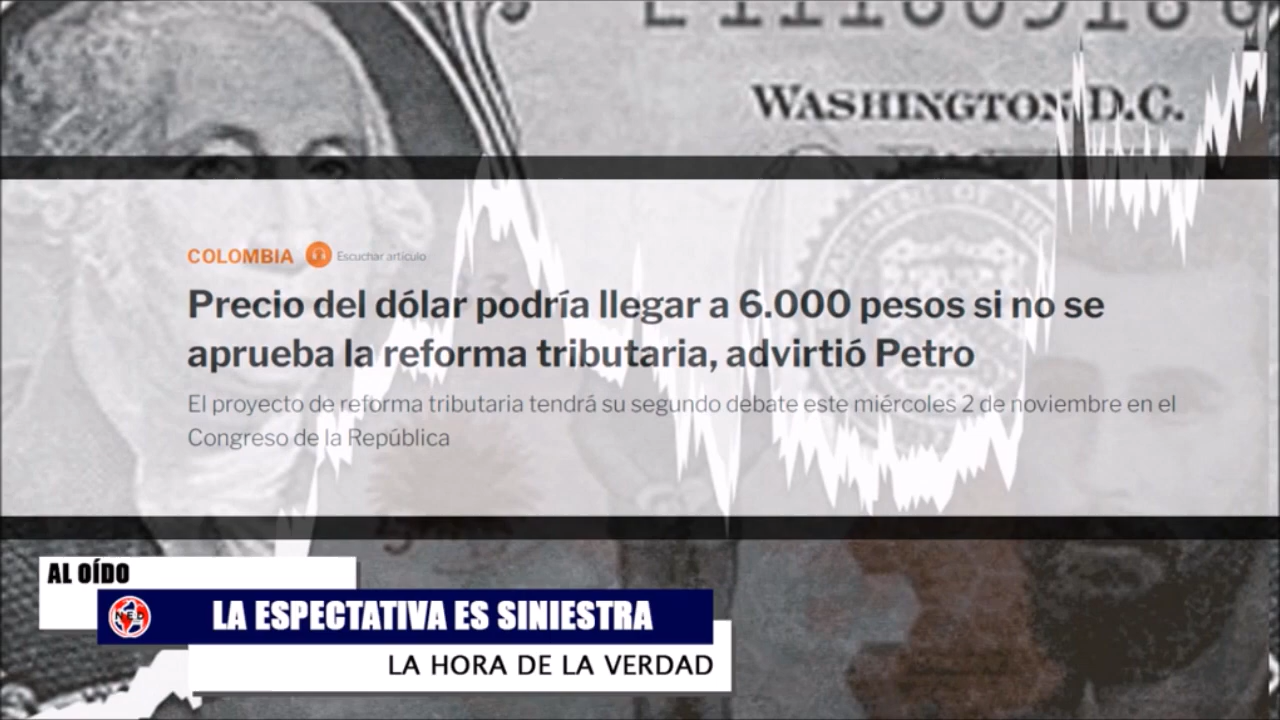 WASHINGTON, D.C.
COLOMBIA Escuchar artículo
Precio del dólar podría llegar a 6.000 pesos si no se
aprueba la reforma tributaria, advirtió Petro
El proyecto de reforma tributaria tendrá su segundo debate este miércoles 2 de noviembre en el
Congreso de la República
AL OÍDO
LA ESPECTATIVA ES SINIESTRA
LA HORA DE LA VERDAD